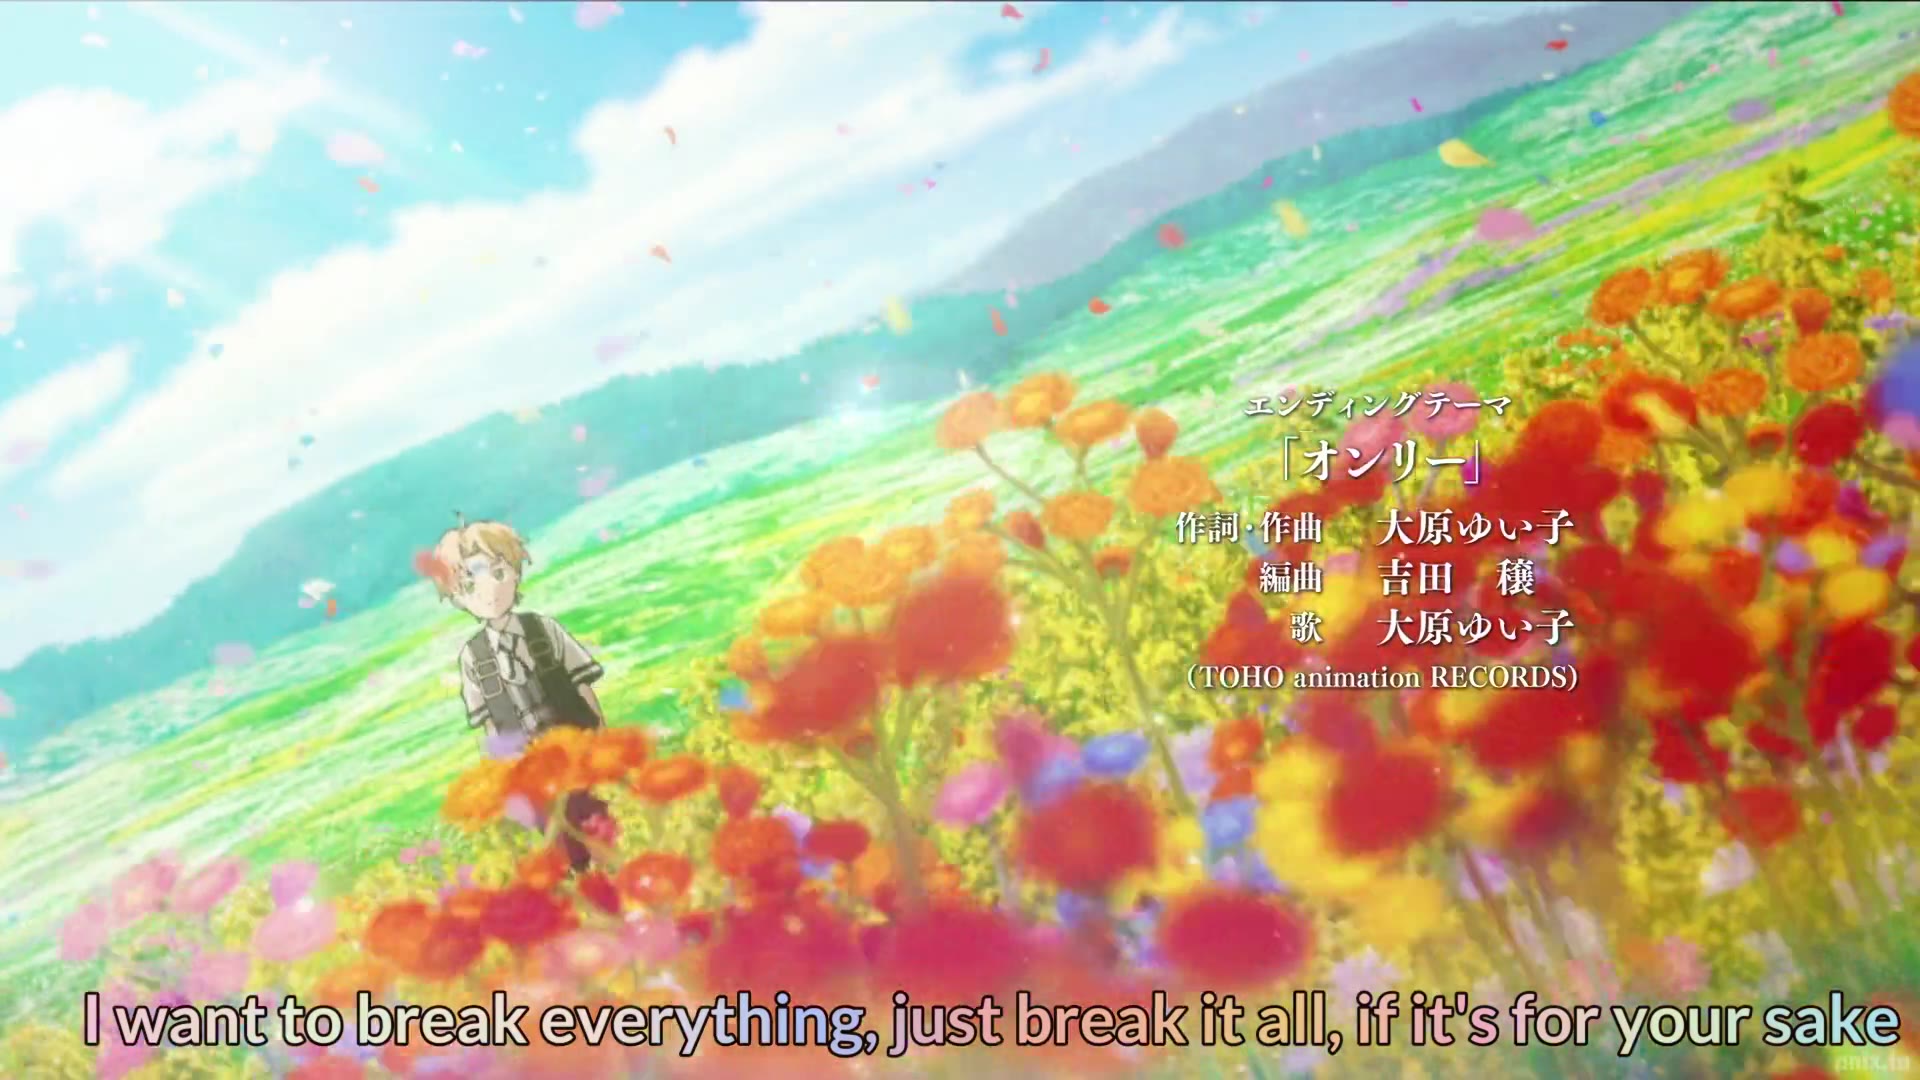 エンディングテーマ
「オンリー」
作詞・作曲 大原ゆい子
編曲 吉田 穣
歌 大原ゆい子
(TOHO animation RECORDS)
I want to break everything, just break it all, if it's for your sake